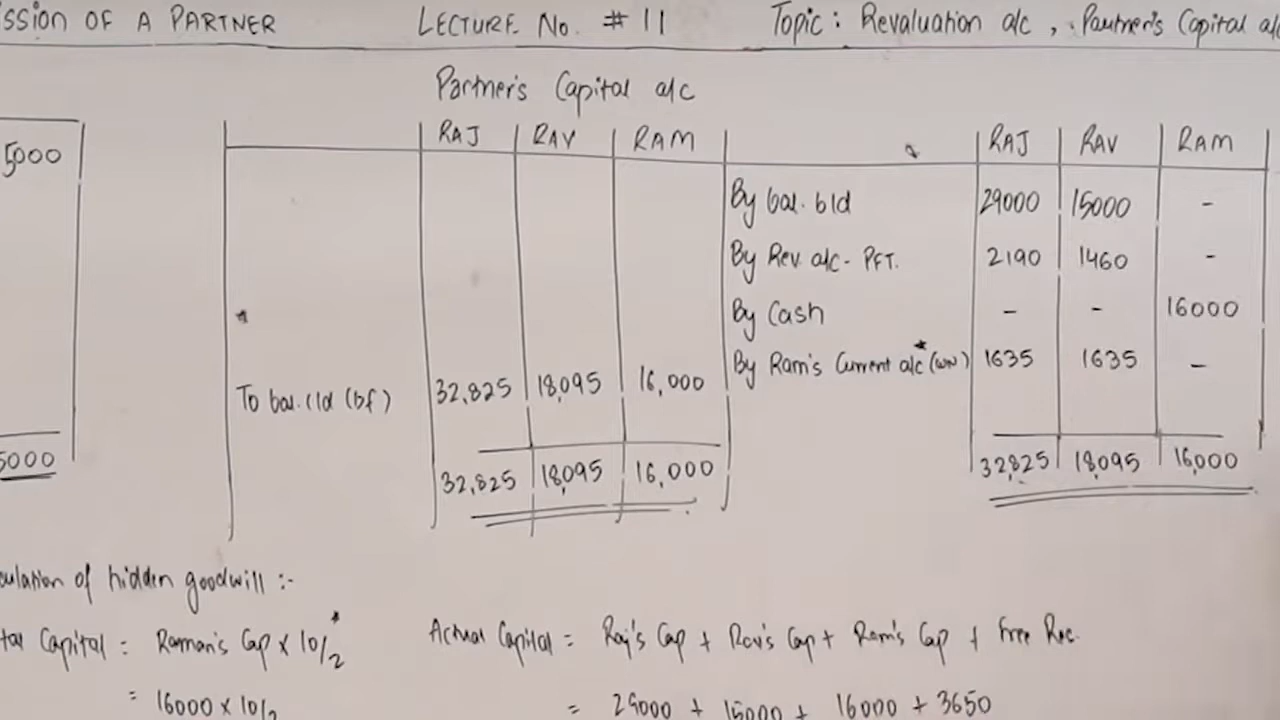 ssion OF A PARTNER LECTURE No. # 11 Topic : Revaluation a/c , Partner's Capital a/c
Partner's Capital a/c
RAJ RAV RAM RAJ RAV RAM
5000
By bal. b/d 29000 15000 -
By Rev. a/c - PFT. 2190 1460 -
* By Cash - - 16000
By Ram's Current a/c* (WN) 1635 1635 -
To bal. c/d (bf) 32,825 18,095 16,000
5000 32,825 18,095 16,000 32,825 18,095 16,000
culation of hidden goodwill :-
tal Capital = Raman's Cap x 10/2* Actual Capital = Raj's Cap + Rav's Cap + Ram's Cap + Free Rec.
= 16000 x 10/2 = 29000 + 15000 + 16000 + 3650